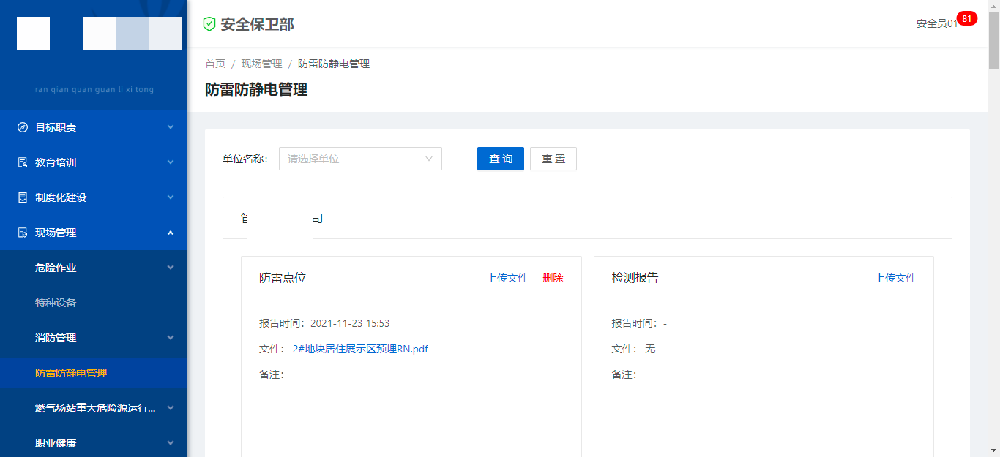 ran qian quan guan li xi tong
目标职责
教育培训
制度化建设
现场管理
危险作业
特种设备
消防管理
防雷防静电管理
燃气场站重大危险源运行...
职业健康
安全保卫部
安全员01
81
首页 / 现场管理 / 防雷防静电管理
防雷防静电管理
单位名称: 请选择单位 查 询 重 置
管 司
防雷点位 上传文件 删除
报告时间: 2021-11-23 15:53
文件: 2#地块居住展示区预埋RN.pdf
备注:
检测报告 上传文件
报告时间: -
文件: 无
备注: